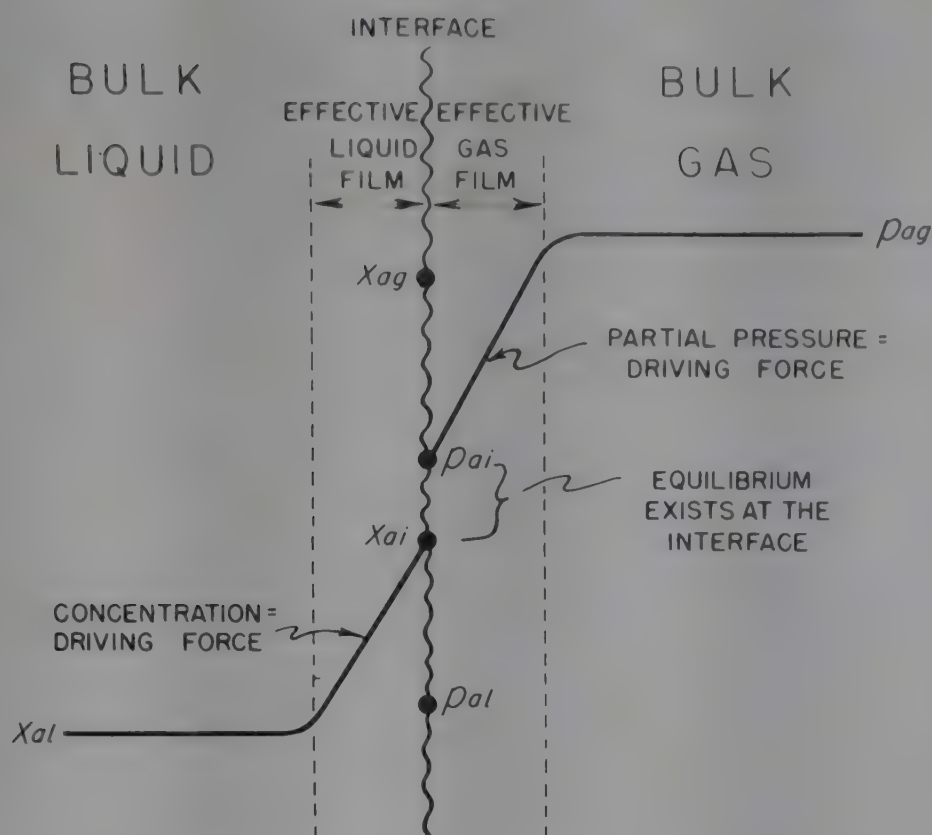 INTERFACE
BULK
LIQUID
BULK
GAS
EFFECTIVE
LIQUID
FILM
EFFECTIVE
GAS
FILM
pag
Xag
PARTIAL PRESSURE =
DRIVING FORCE
pai
EQUILIBRIUM
EXISTS AT THE
INTERFACE
Xai
CONCENTRATION =
DRIVING FORCE
pal
Xal